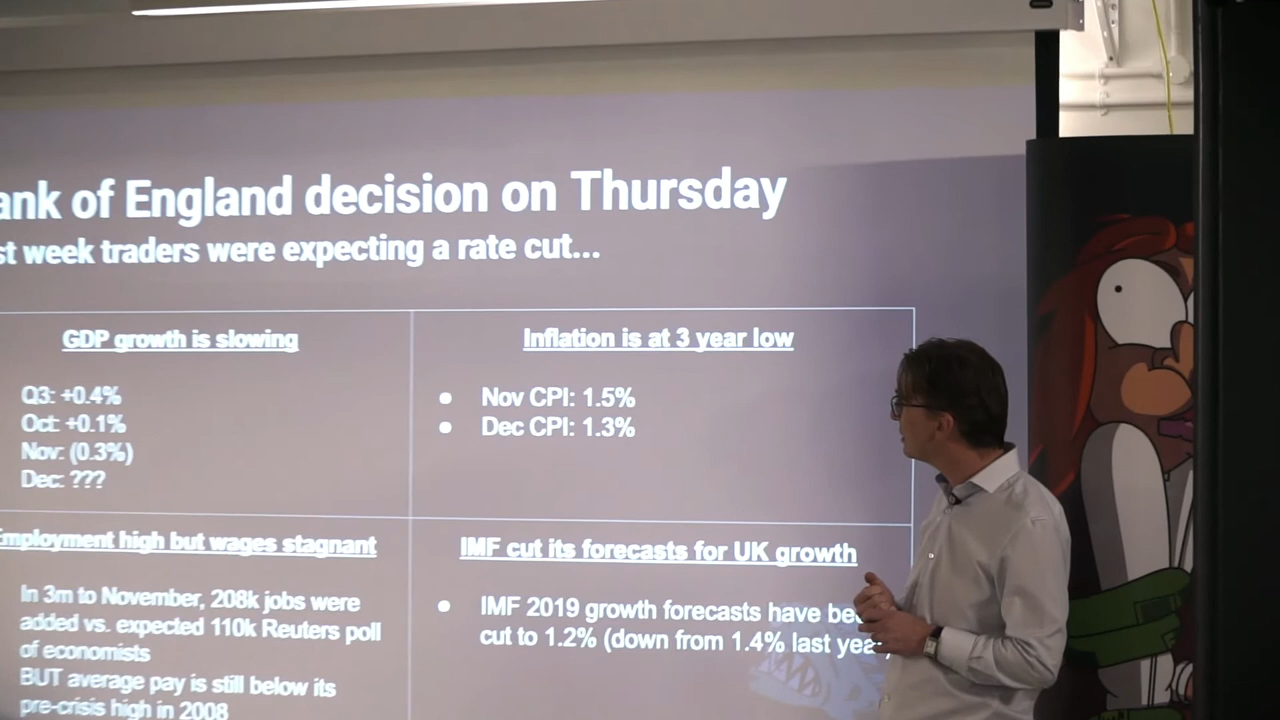 ank of England decision on Thursday
st week traders were expecting a rate cut...
GDP growth is slowing
Q3: +0.4%
Oct: +0.1%
Nov: (0.3%)
Dec: ???
Inflation is at 3 year low
Nov CPI: 1.5%
Dec CPI: 1.3%
Employment high but wages stagnant
In 3m to November, 208k jobs were
added vs. expected 110k Reuters poll
of economists
BUT average pay is still below its
pre-crisis high in 2008
IMF cut its forecasts for UK growth
IMF 2019 growth forecasts have bee
cut to 1.2% (down from 1.4% last year)